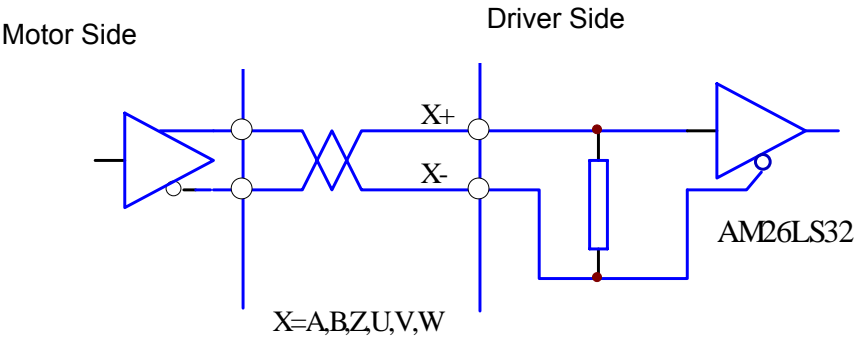 Motor Side
Driver Side
X+
X-
AM26LS32
X=A,B,Z,U,V,W